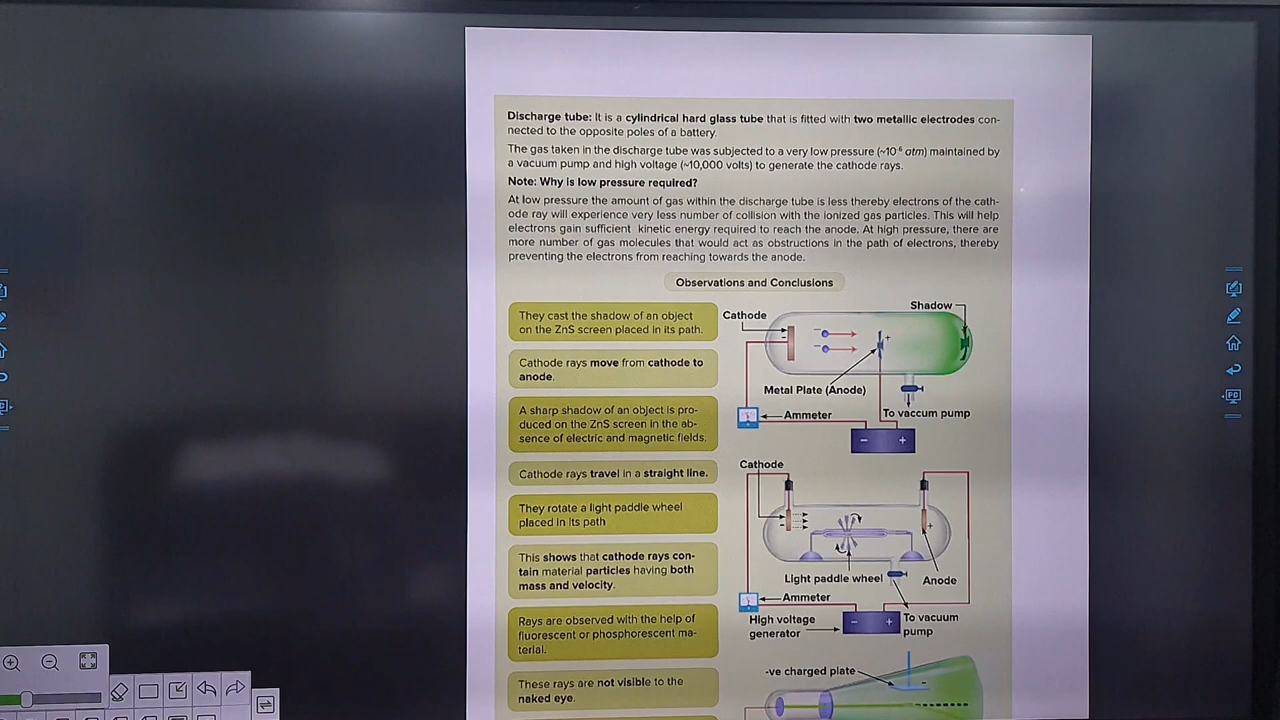 Discharge tube: It is a cylindrical hard glass tube that is fitted with two metallic electrodes con-
nected to the opposite poles of a battery.
The gas taken in the discharge tube was subjected to a very low pressure (~10⁻⁶ atm) maintained by
a vacuum pump and high voltage (~10,000 volts) to generate the cathode rays.
Note: Why is low pressure required?
At low pressure the amount of gas within the discharge tube is less thereby electrons of the cath-
ode ray will experience very less number of collision with the ionized gas particles. This will help
electrons gain sufficient kinetic energy required to reach the anode. At high pressure, there are
more number of gas molecules that would act as obstructions in the path of electrons, thereby
preventing the electrons from reaching towards the anode.
Observations and Conclusions
They cast the shadow of an object
on the ZnS screen placed in its path.
Cathode rays move from cathode to
anode.
A sharp shadow of an object is pro-
duced on the ZnS screen in the ab-
sence of electric and magnetic fields.
Cathode rays travel in a straight line.
They rotate a light paddle wheel
placed in its path
This shows that cathode rays con-
tain material particles having both
mass and velocity.
Rays are observed with the help of
fluorescent or phosphorescent ma-
terial.
These rays are not visible to the
naked eye.
Cathode
Shadow
- +
Metal Plate (Anode)
Ammeter
To vaccum pump
- +
Cathode
- +
Light paddle wheel
Anode
Ammeter
High voltage
generator
- +
To vacuum
pump
-ve charged plate
-
PD